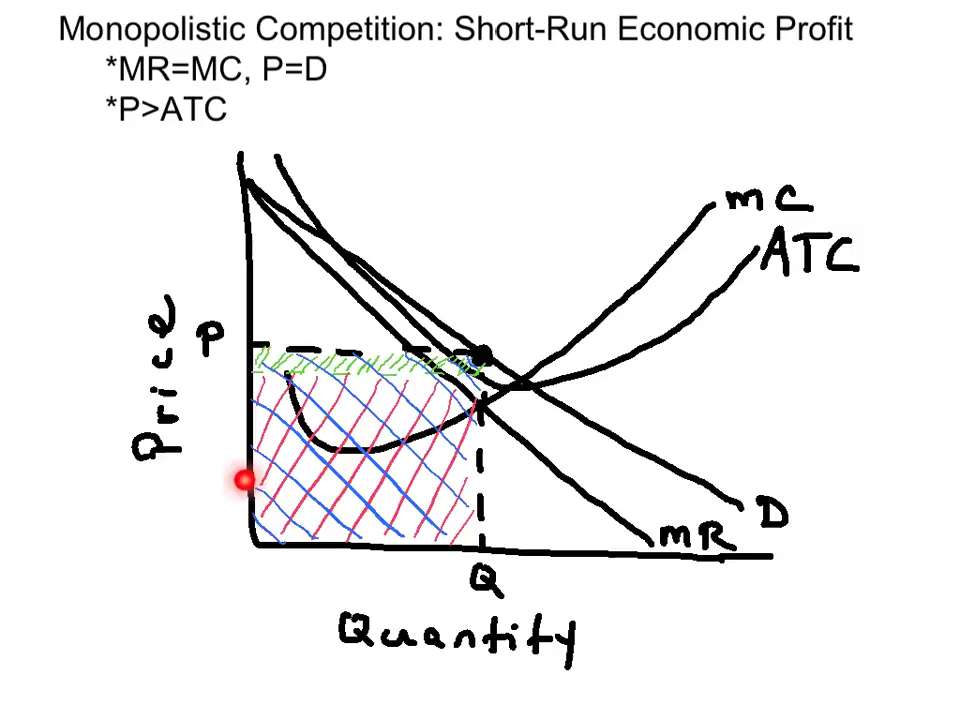 Monopolistic Competition: Short-Run Economic Profit
*MR=MC, P=D
*P>ATC
mC
ATC
Price
P
D
mR
Q
Quantity